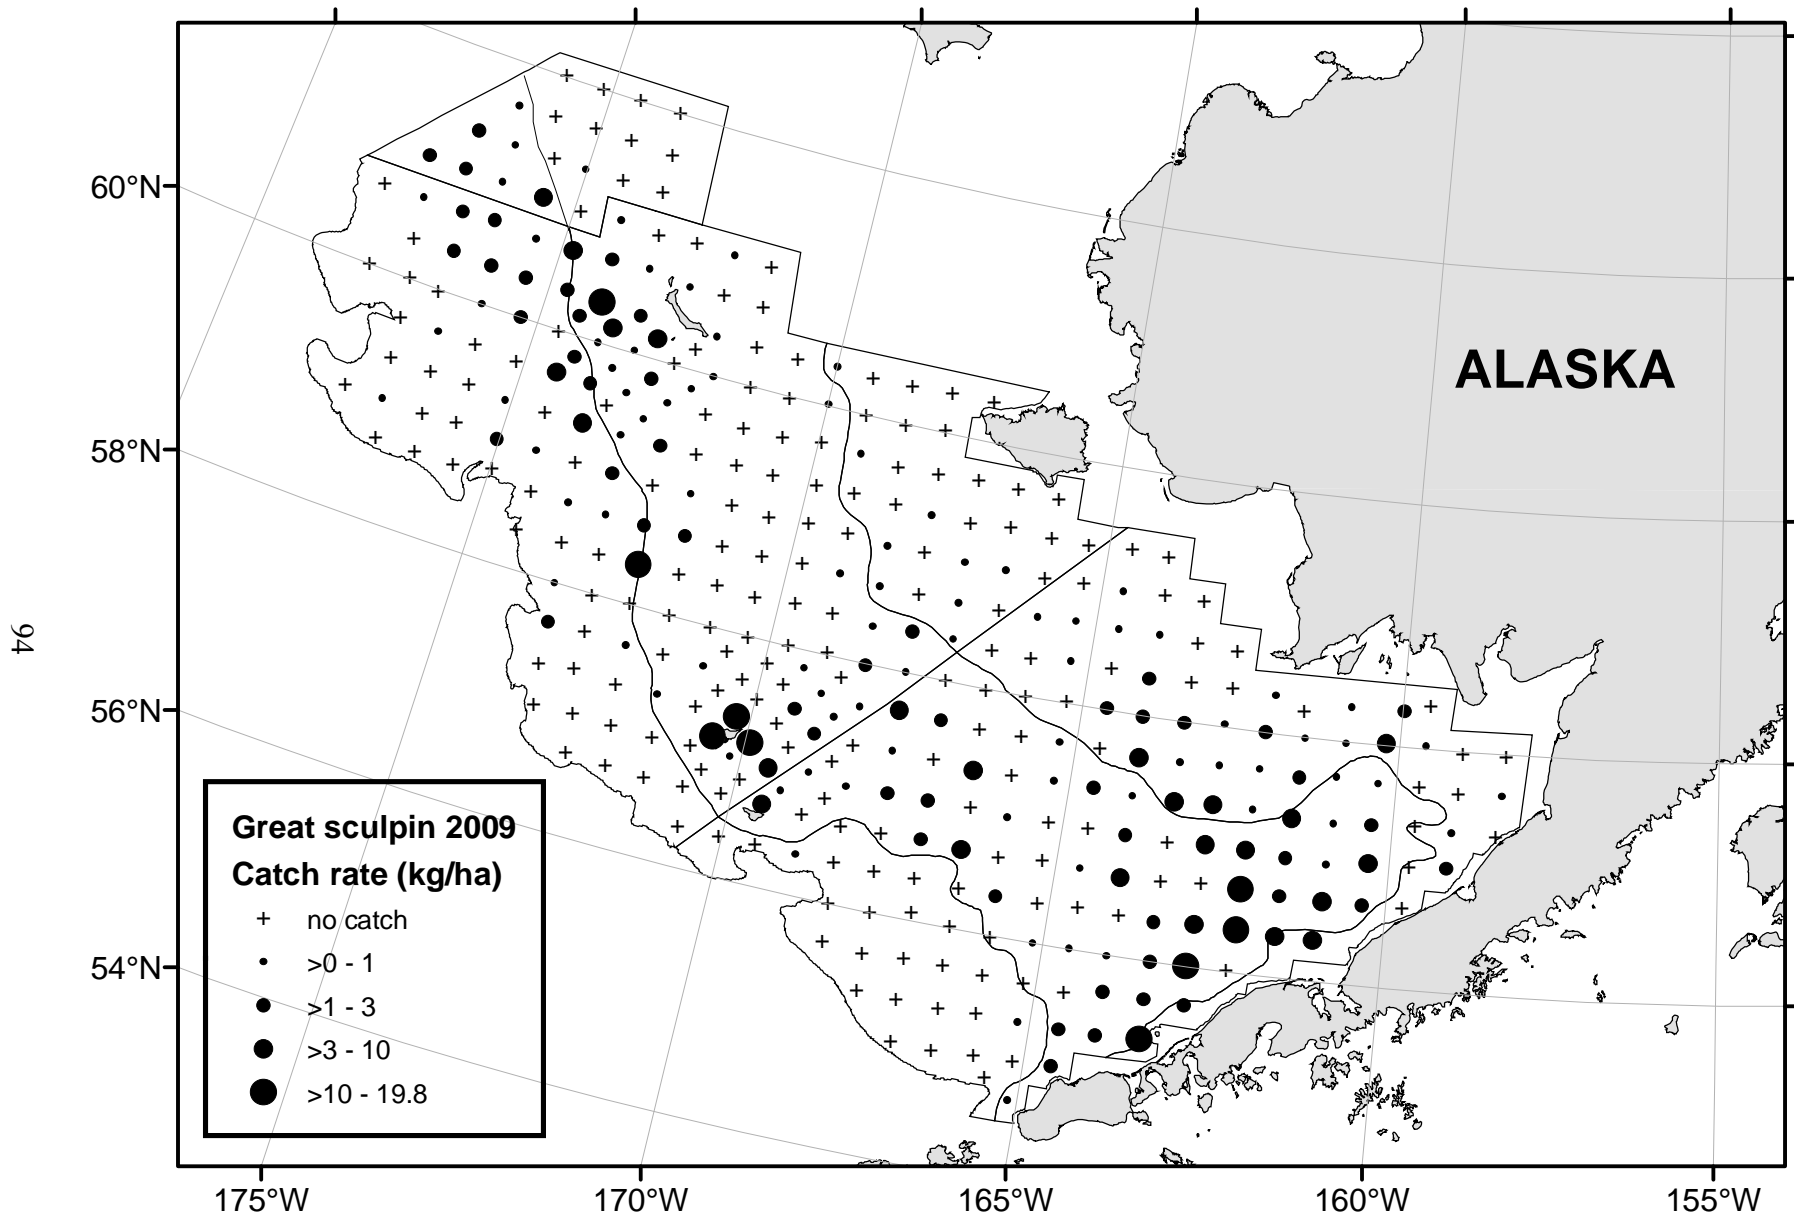 ALASKA
60°N
58°N
56°N
54°N
94
Great sculpin 2009
Catch rate (kg/ha)
no catch
>0 - 1
>1 - 3
>3 - 10
>10 - 19.8
175°W
170°W
165°W
160°W
155°W